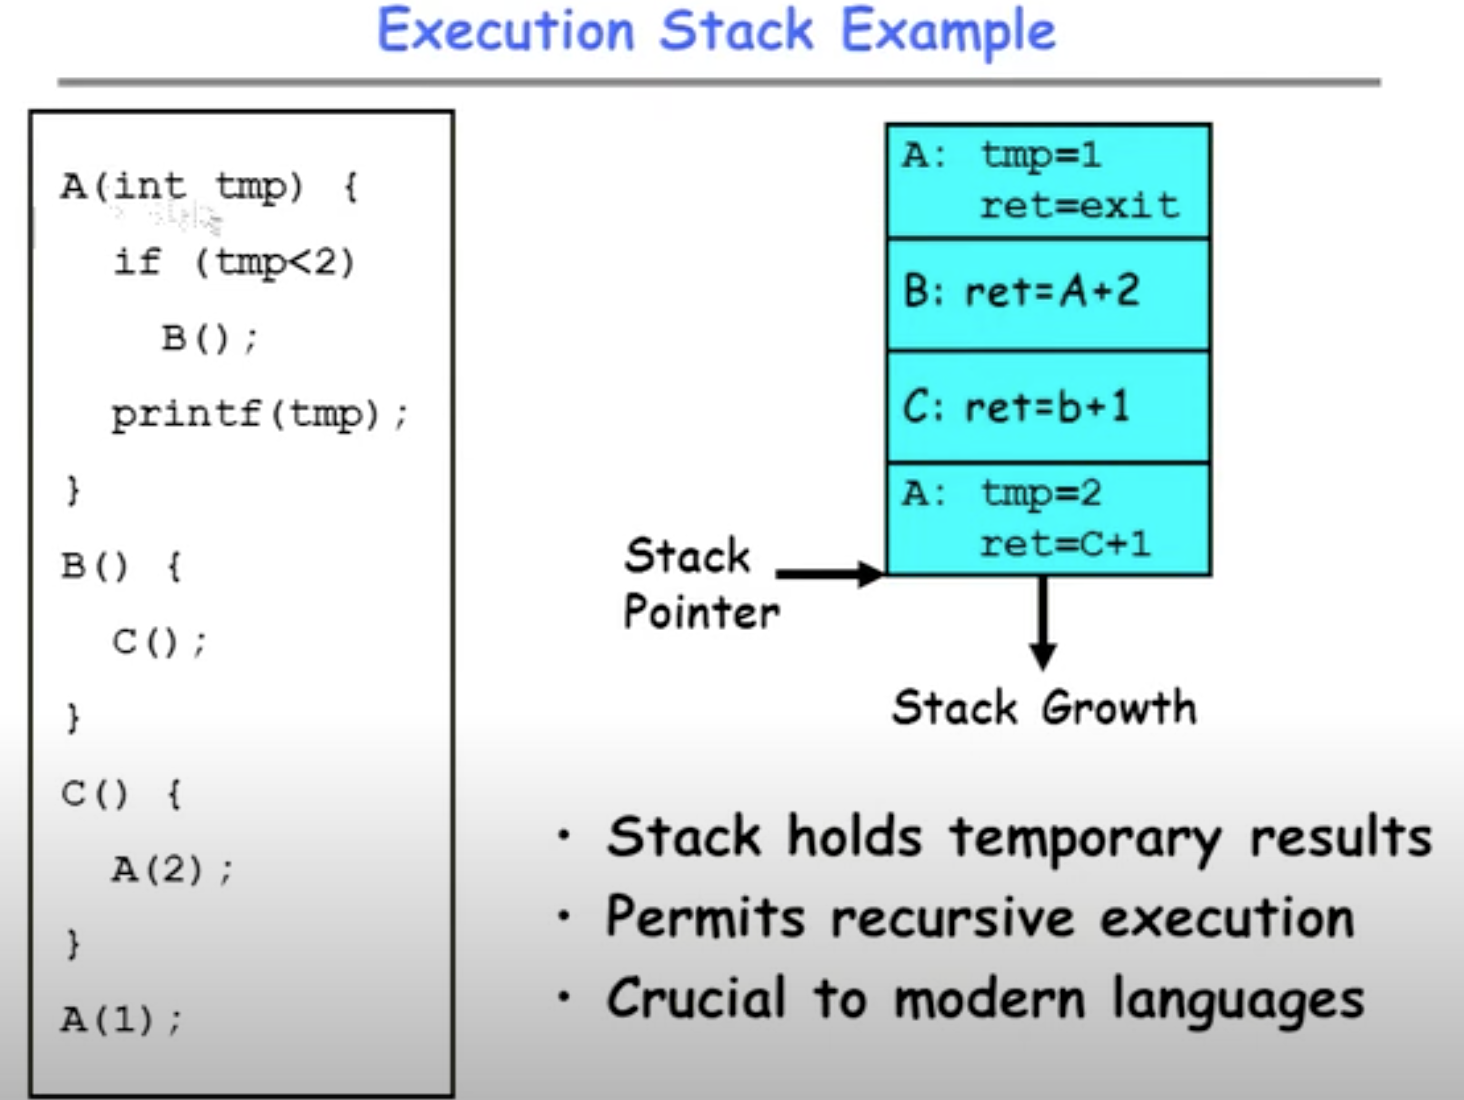 Execution Stack Example
A(int tmp) {
if (tmp<2)
B();
printf(tmp);
}
B() {
C();
}
C() {
A(2);
}
A(1);
A: tmp=1
ret=exit
B: ret=A+2
C: ret=b+1
A: tmp=2
ret=C+1
Stack
Pointer
Stack Growth
• Stack holds temporary results
• Permits recursive execution
• Crucial to modern languages